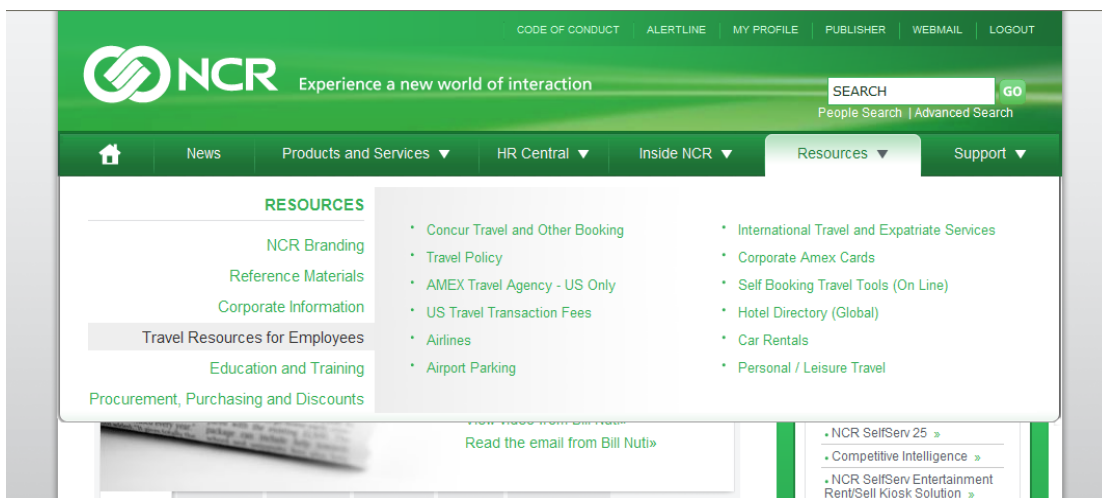 CODE OF CONDUCT ALERTLINE MY PROFILE PUBLISHER WEBMAIL LOGOUT
NCR Experience a new world of interaction
SEARCH GO
People Search | Advanced Search
News Products and Services ▼ HR Central ▼ Inside NCR ▼ Resources ▼ Support ▼
RESOURCES
NCR Branding
Reference Materials
Corporate Information
Travel Resources for Employees
Education and Training
Procurement, Purchasing and Discounts
• Concur Travel and Other Booking
• Travel Policy
• AMEX Travel Agency - US Only
• US Travel Transaction Fees
• Airlines
• Airport Parking
• International Travel and Expatriate Services
• Corporate Amex Cards
• Self Booking Travel Tools (On Line)
• Hotel Directory (Global)
• Car Rentals
• Personal / Leisure Travel
View video from Bill Nuti»
Read the email from Bill Nuti»
• NCR SelfServ 25 »
• Competitive Intelligence »
• NCR SelfServ Entertainment
Rent/Sell Kiosk Solution »